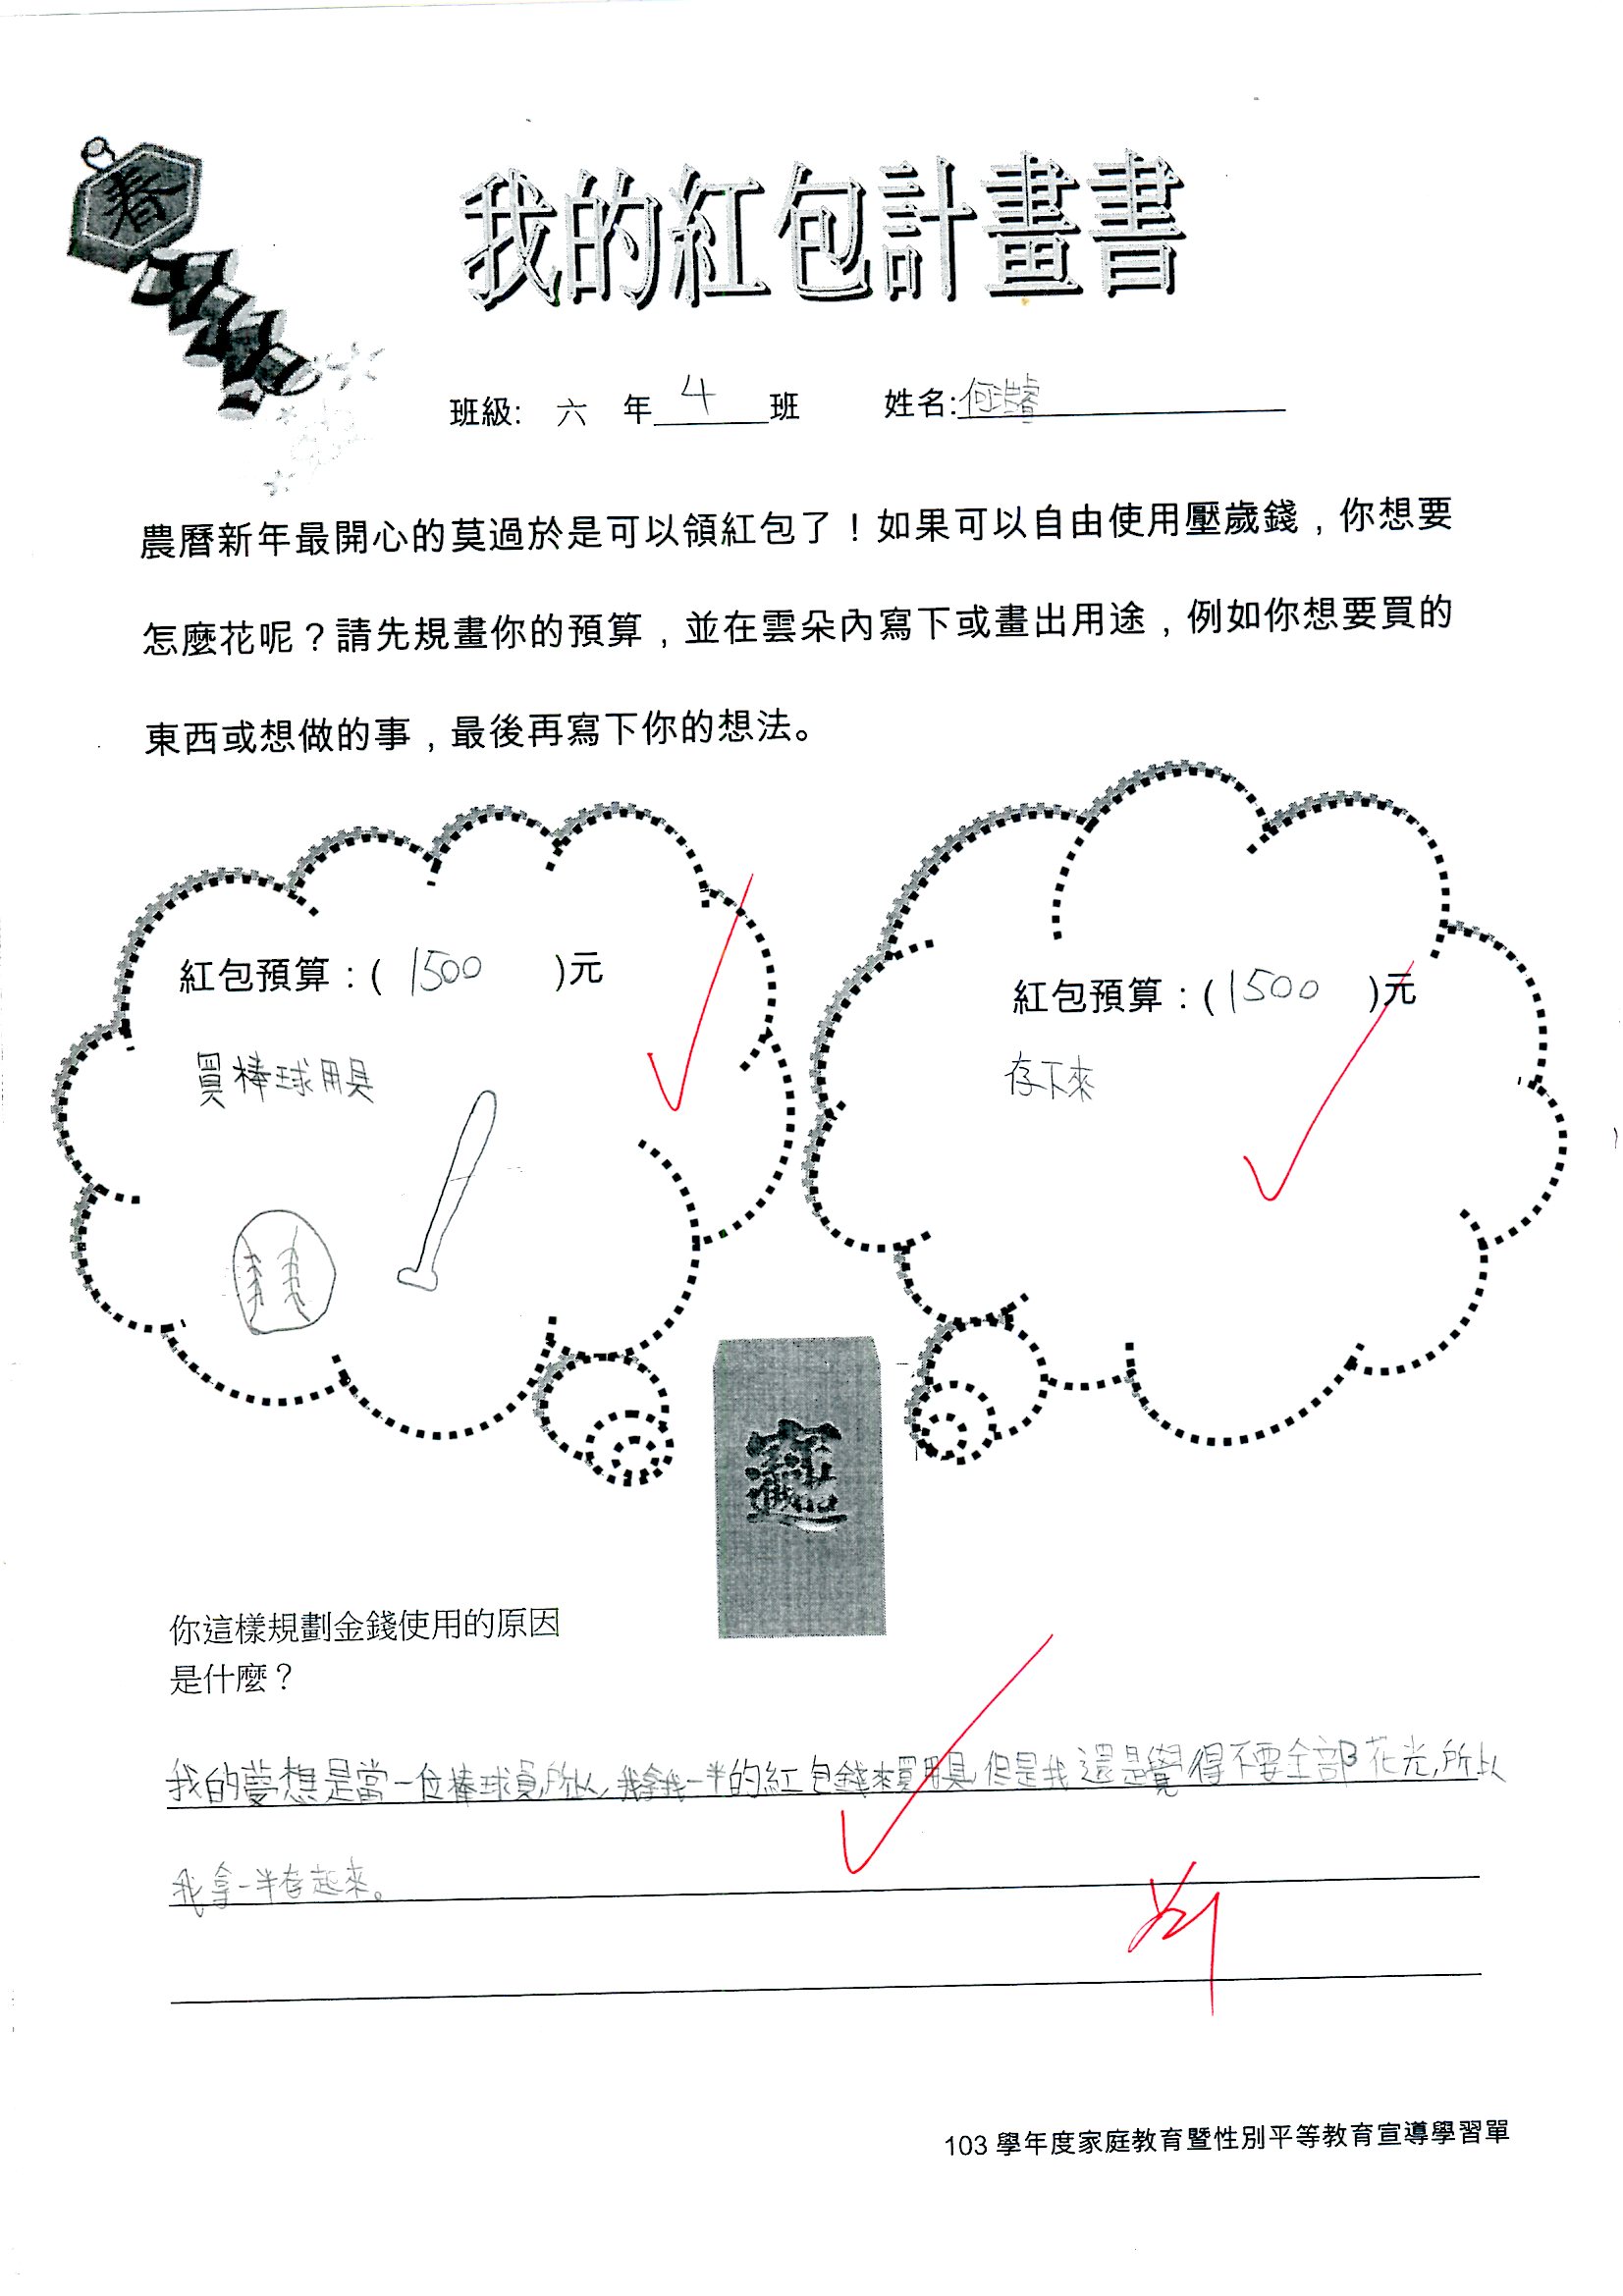 春
我的紅包計畫書
班級: 六 年 4 班 姓名:何浩睿
農曆新年最開心的莫過於是可以領紅包了！如果可以自由使用壓歲錢，你想要
怎麼花呢？請先規畫你的預算，並在雲朵內寫下或畫出用途，例如你想要買的
東西或想做的事，最後再寫下你的想法。
紅包預算：( 1500 )元
買棒球用具
紅包預算：(1500 )元
存下來
你這樣規劃金錢使用的原因
是什麼？
我的夢想是當一位棒球員,所以,我拿我一半的紅包錢來買用具,但是我還是覺得不要全部花光,所以
我拿一半存起來。
103 學年度家庭教育暨性別平等教育宣導學習單